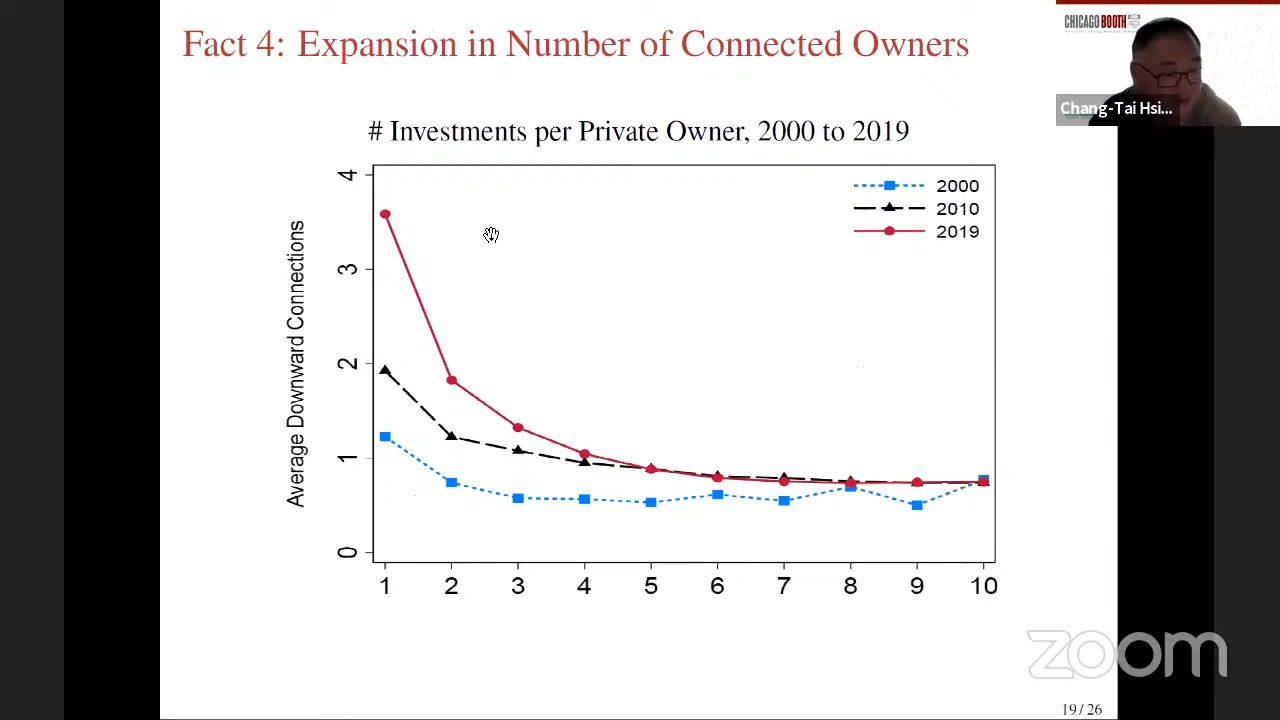 Fact 4: Expansion in Number of Connected Owners
CHICAGO BOOTH
Chang-Tai Hsi...
# Investments per Private Owner, 2000 to 2019
Average Downward Connections
4
3
2
1
0
2000
2010
2019
1 2 3 4 5 6 7 8 9 10
zoom
19 / 26